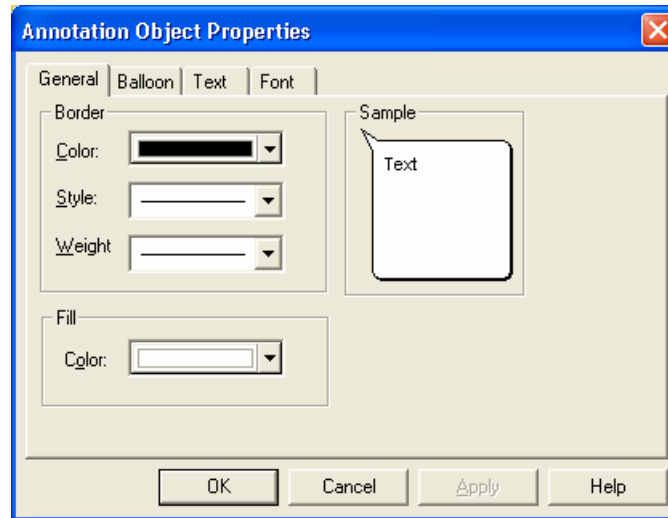 Annotation Object Properties
General Balloon Text Font
Border
Color:
Style:
Weight
Sample
Text
Fill
Color:
OK Cancel Apply Help